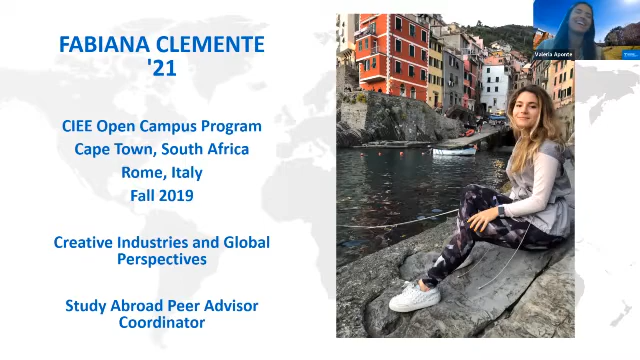 FABIANA CLEMENTE
'21
CIEE Open Campus Program
Cape Town, South Africa
Rome, Italy
Fall 2019
Creative Industries and Global
Perspectives
Study Abroad Peer Advisor
Coordinator
Valeria Aponte